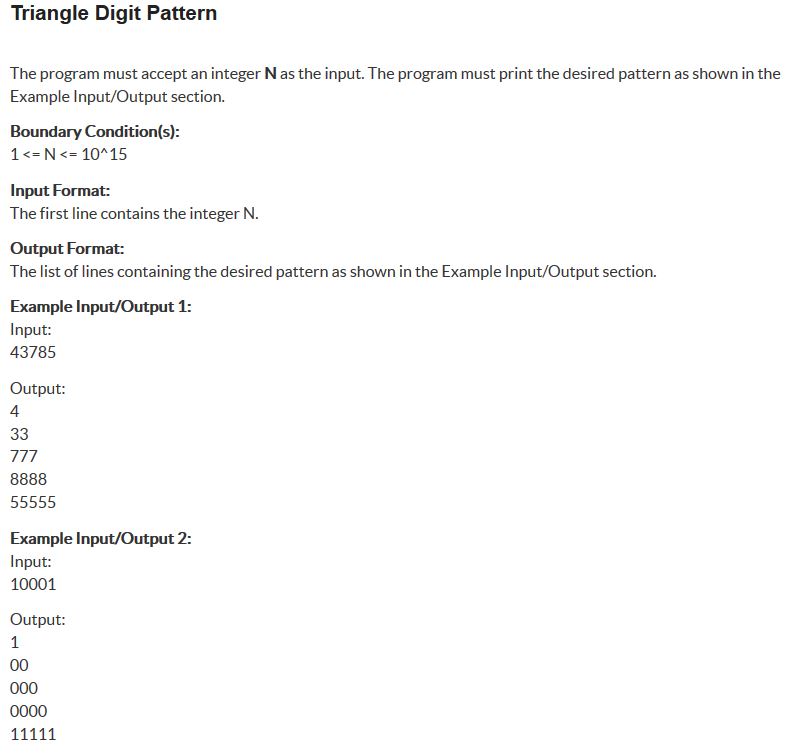 Triangle Digit Pattern
The program must accept an integer N as the input. The program must print the desired pattern as shown in the
Example Input/Output section.
Boundary Condition(s):
1 <= N <= 10^15
Input Format:
The first line contains the integer N.
Output Format:
The list of lines containing the desired pattern as shown in the Example Input/Output section.
Example Input/Output 1:
Input:
43785
Output:
4
33
777
8888
55555
Example Input/Output 2:
Input:
10001
Output:
1
00
000
0000
11111